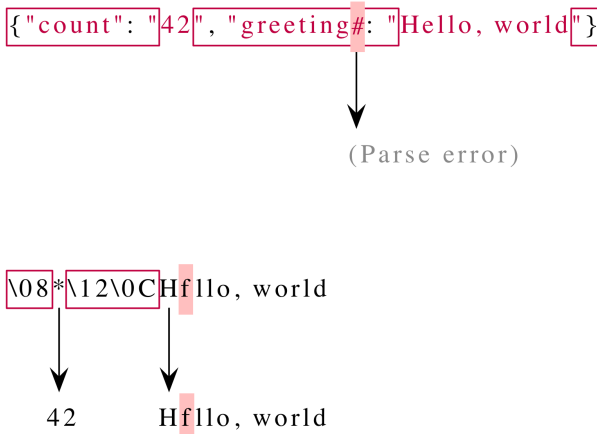 {"count": "42", "greeting#: "Hello, world"}
(Parse error)
\08*\12\0CHfllo, world
42 Hfllo, world